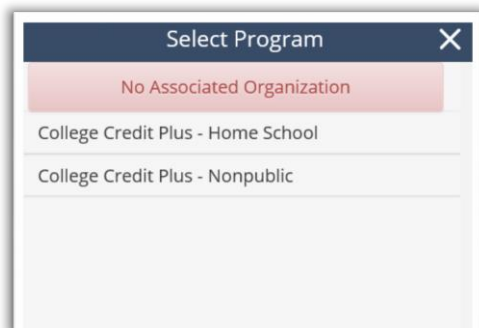 Select Program
No Associated Organization
College Credit Plus - Home School
College Credit Plus - Nonpublic